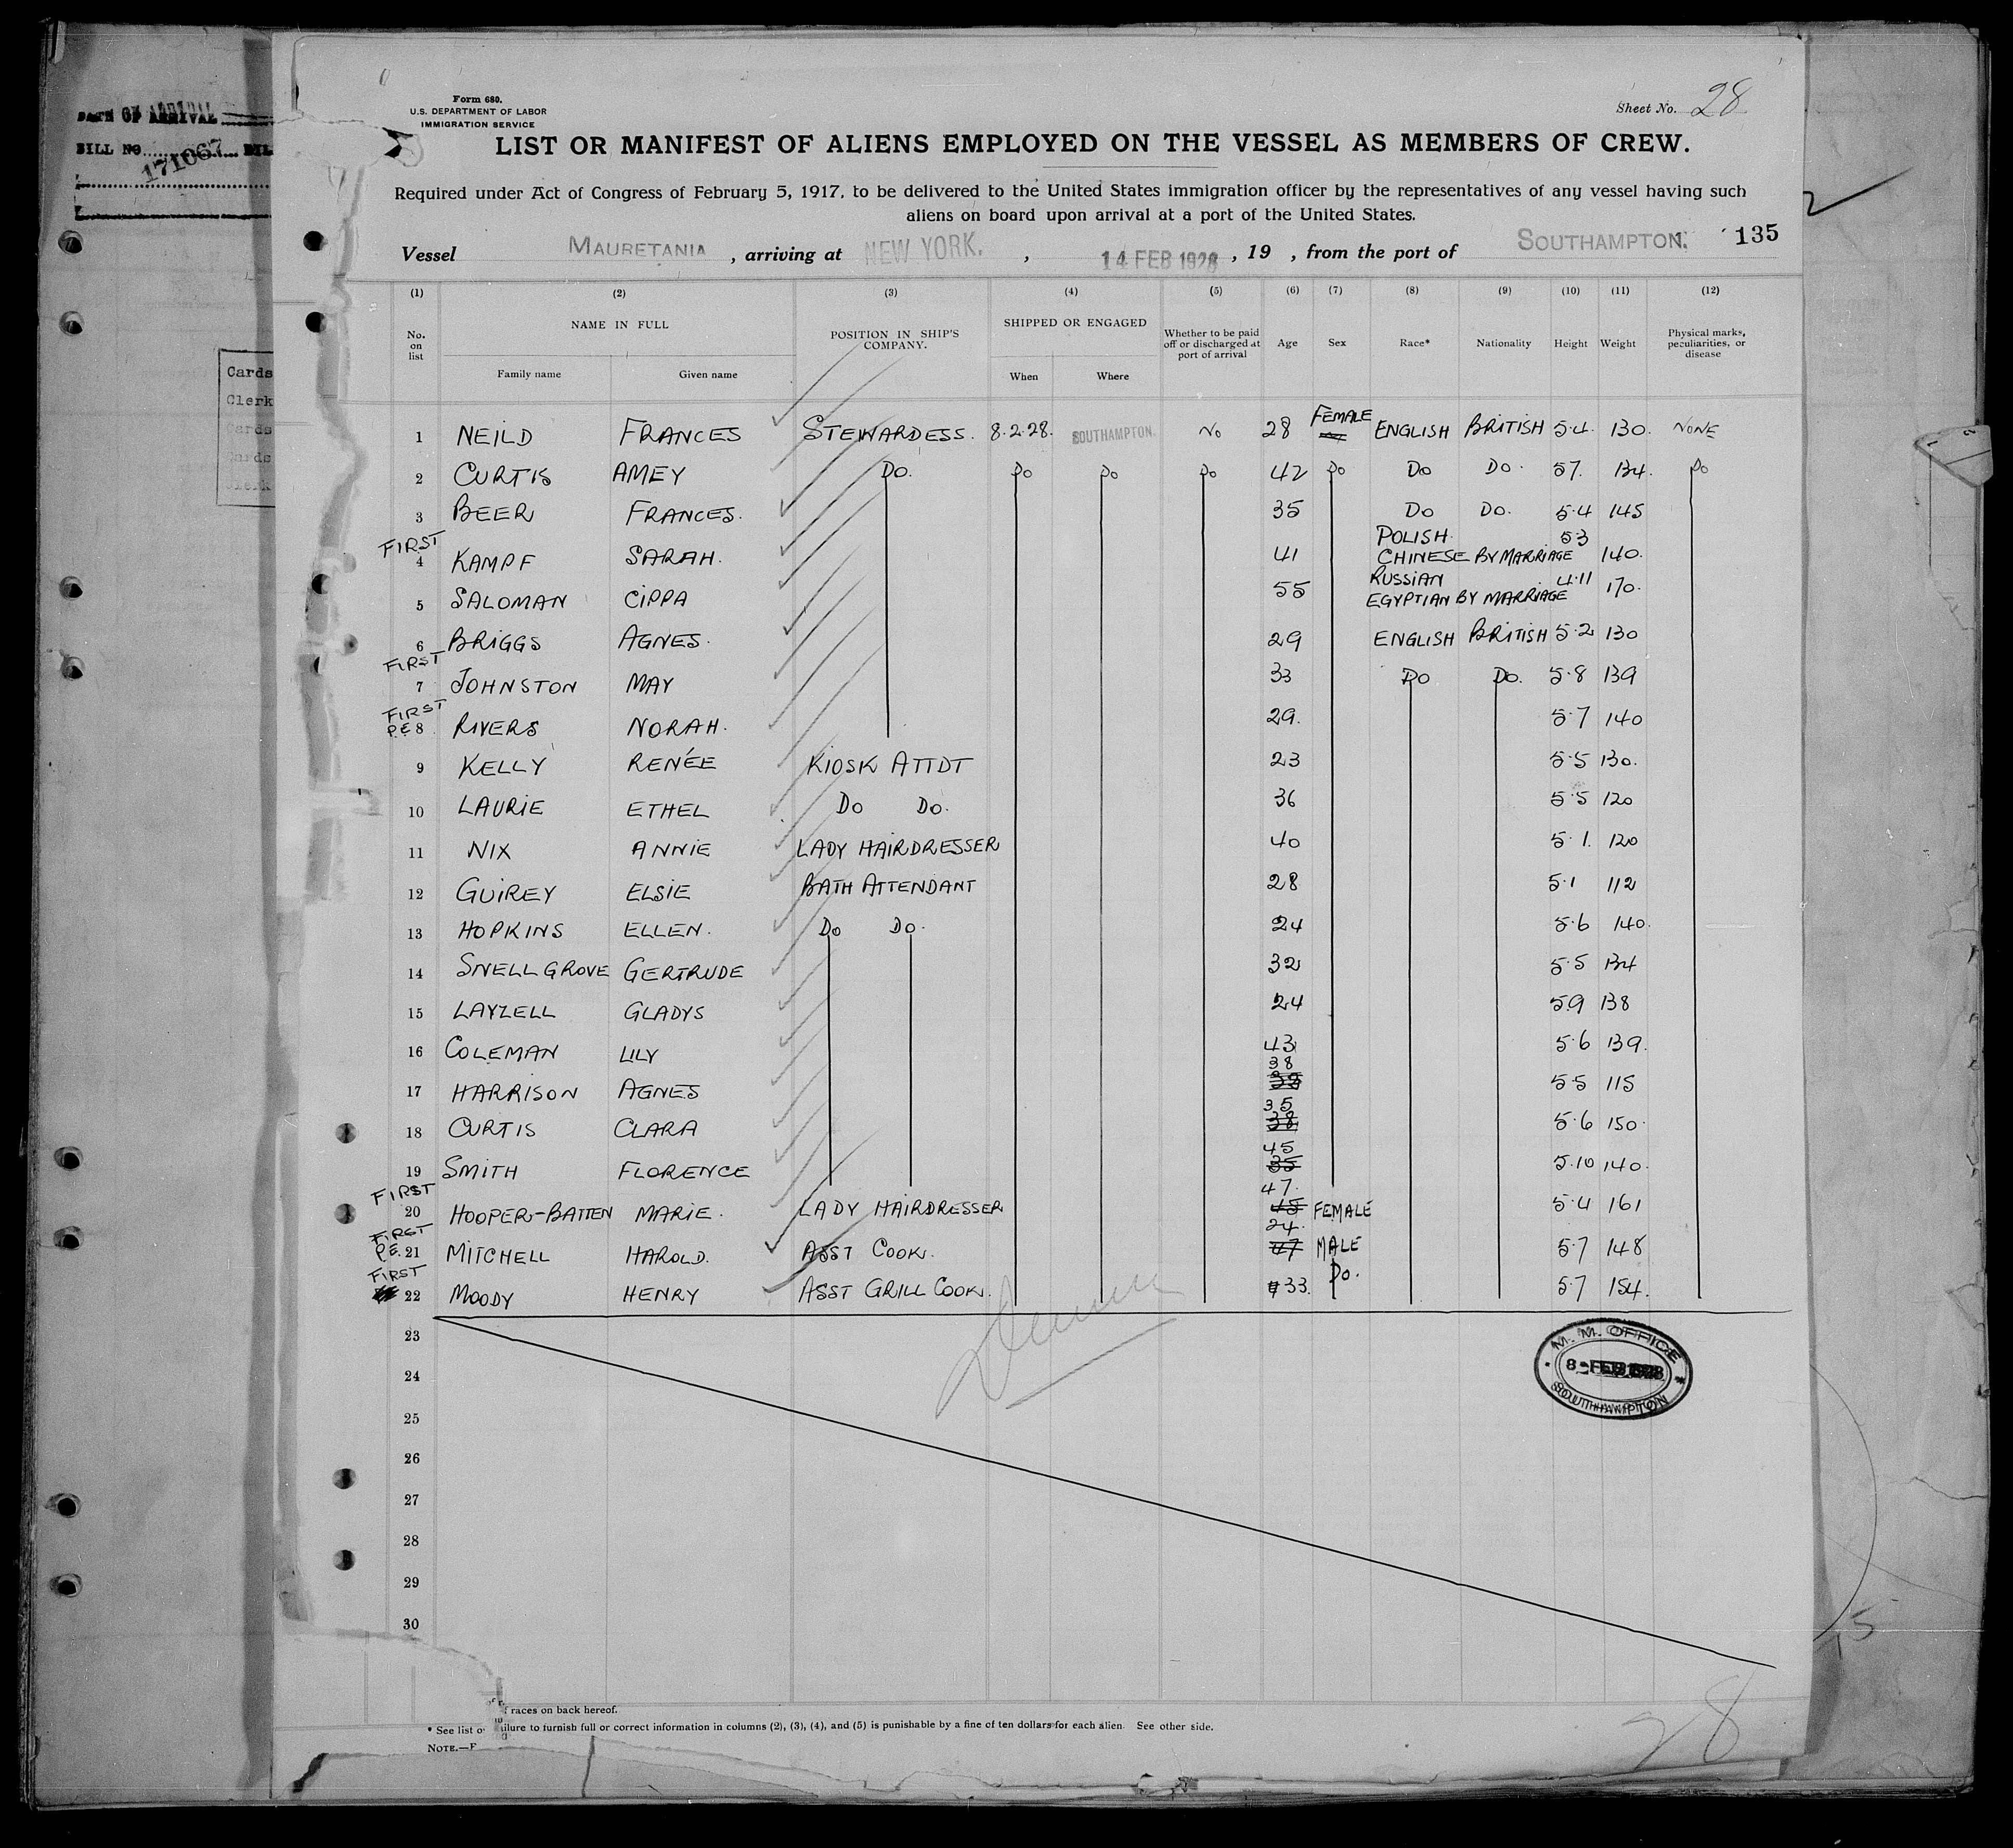 DATE OF ARRIVAL
BILL NO. 171067 BIL
Cards
Clerk
Cards
Cards
Clerk
Form 680.
U.S. DEPARTMENT OF LABOR
IMMIGRATION SERVICE
Sheet No. 28
LIST OR MANIFEST OF ALIENS EMPLOYED ON THE VESSEL AS MEMBERS OF CREW.
Required under Act of Congress of February 5, 1917, to be delivered to the United States immigration officer by the representatives of any vessel having such
aliens on board upon arrival at a port of the United States.
Vessel MAURETANIA, arriving at NEW YORK., 14 FEB 1928, 19 , from the port of SOUTHAMPTON. 135
(1) (2) (3) (4) (5) (6) (7) (8) (9) (10) (11) (12)
No. on list NAME IN FULL Family name Given name POSITION IN SHIP'S COMPANY. SHIPPED OR ENGAGED When Where Whether to be paid off or discharged at port of arrival Age Sex Race* Nationality Height Weight Physical marks, peculiarities, or disease
1 NEILD FRANCES STEWARDESS. 8.2.28. SOUTHAMPTON. No 28 FEMALE ENGLISH BRITISH 5.4. 130. NONE
2 CURTIS AMEY Do. Do Do Do 42 Do Do Do. 57. 134. Do
3 BEER FRANCES. 35 Do Do. 5.4 145
FIRST 4 KAMPF SARAH. 41 POLISH. CHINESE BY MARRIAGE 53 140.
5 SALOMAN CIPPA 55 RUSSIAN EGYPTIAN BY MARRIAGE 4.11 170.
6 BRIGGS AGNES. 29 ENGLISH BRITISH 5.2 130
FIRST 7 JOHNSTON MAY 33 Do Do. 5.8 139
FIRST P.E 8 RIVERS NORAH. 29. 5.7 140
9 KELLY RENÉE KIOSK ATTDT 23 5.5 130.
10 LAURIE ETHEL Do Do. 36 5.5 120
11 NIX ANNIE LADY HAIRDRESSER 40 5.1. 120
12 GUIREY ELSIE BATH ATTENDANT 28 5.1 112
13 HOPKINS ELLEN. Do Do. 24 5.6 140.
14 SNELLGROVE GERTRUDE 32 5.5 134
15 LAYZELL GLADYS 24 5.9 138
16 COLEMAN LILY 43 5.6 139.
17 HARRISON AGNES 38 5.5 115
18 CURTIS CLARA 35 38 5.6 150.
19 SMITH FLORENCE 45 35 5.10 140.
FIRST 20 HOOPER-BATTEN MARIE. LADY HAIRDRESSER 47. 45 FEMALE 5.4 161
FIRST P.E. 21 MITCHELL HAROLD. ASST COOK. 24. 47 MALE 5.7 148
FIRST 22 MOODY HENRY ASST GRILL COOK. 33. Do. 5.7 154.
23
24
25
26
27
28
29
30
M. M. OFFICE
8 - FEB 1928
SOUTHAMPTON
f races on back hereof.
* See list o ailure to furnish full or correct information in columns (2), (3), (4), and (5) is punishable by a fine of ten dollars for each alien. See other side.
NOTE.—F
28
15